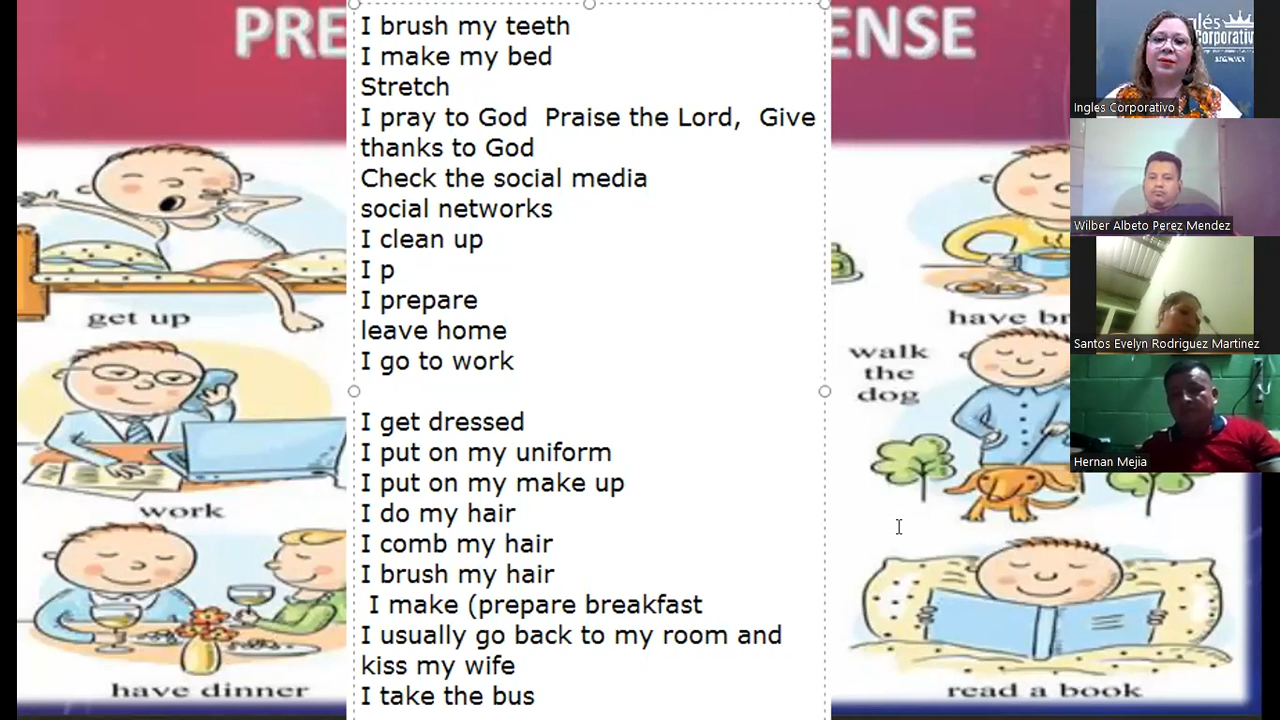 PRE
ENSE
I brush my teeth
I make my bed
Stretch
I pray to God  Praise the Lord,  Give
thanks to God
Check the social media
social networks
I clean up
I p
I prepare
leave home
I go to work
I get dressed
I put on my uniform
I put on my make up
I do my hair
I comb my hair
I brush my hair
I make (prepare breakfast
I usually go back to my room and
kiss my wife
I take the bus
get up
work
have dinner
have br
walk
the
dog
read a book
Inglés Corporativo
Ingles Corporativo
Wilber Albeto Perez Mendez
Santos Evelyn Rodriguez Martinez
Hernan Mejia